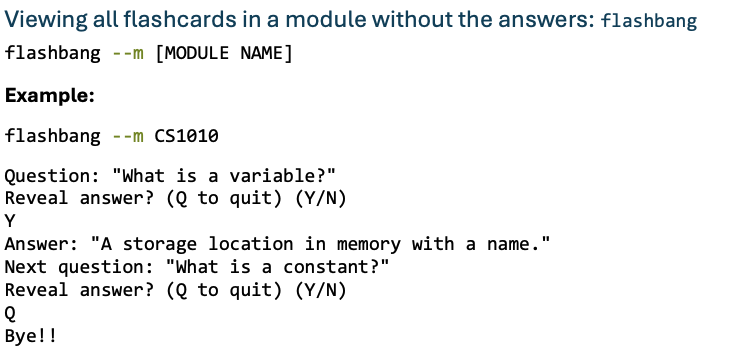 Viewing all flashcards in a module without the answers: flashbang
flashbang --m [MODULE NAME]
Example:
flashbang --m CS1010
Question: "What is a variable?"
Reveal answer? (Q to quit) (Y/N)
Y
Answer: "A storage location in memory with a name."
Next question: "What is a constant?"
Reveal answer? (Q to quit) (Y/N)
Q
Bye!!